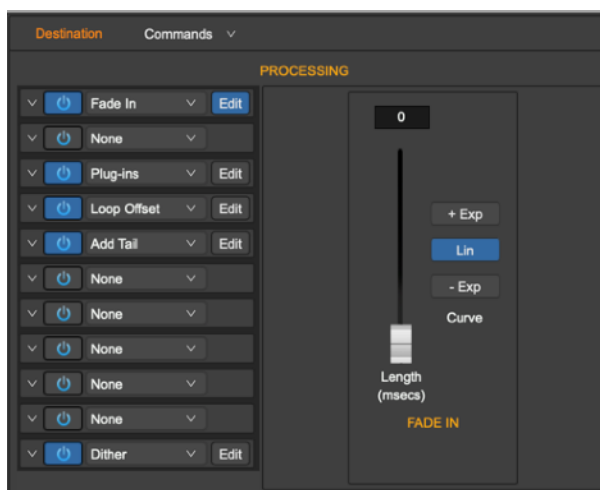 Destination Commands
PROCESSING
Fade In Edit
None
Plug-ins Edit
Loop Offset Edit
Add Tail Edit
None
None
None
None
None
Dither Edit
0
+ Exp
Lin
- Exp
Curve
Length
(msecs)
FADE IN